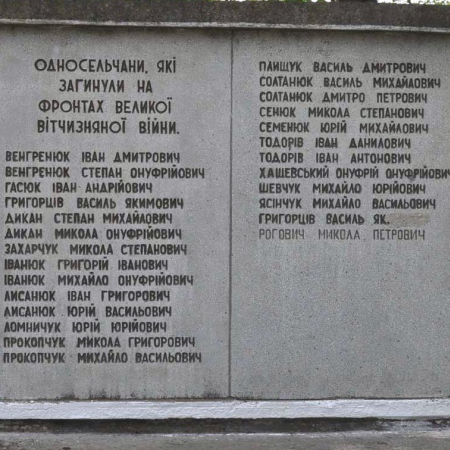 ОДНОСЕЛЬЧАНИ, ЯКІ
ЗАГИНУЛИ НА
ФРОНТАХ ВЕЛИКОЇ
ВІТЧИЗНЯНОЇ ВІЙНИ.
ВЕНГРЕНЮК ІВАН ДМИТРОВИЧ
ВЕНГРЕНЮК СТЕПАН ОНУФРІЙОВИЧ
ГАСЮК ІВАН АНДРІЙОВИЧ
ГРИГОРЦІВ ВАСИЛЬ ЯКИМОВИЧ
ДИКАН СТЕПАН МИХАЙЛОВИЧ
ДИКАН МИКОЛА ОНУФРІЙОВИЧ
ЗАХАРЧУК МИКОЛА СТЕПАНОВИЧ
ІВАНЮК ГРИГОРІЙ ІВАНОВИЧ
ІВАНЮК МИХАЙЛО ОНУФРІЙОВИЧ
ЛИСАНЮК ІВАН ГРИГОРОВИЧ
ЛИСАНЮК ЮРІЙ ВАСИЛЬОВИЧ
ЛОМНИЧУК ЮРІЙ ЮРІЙОВИЧ
ПРОКОПЧУК МИКОЛА ГРИГОРОВИЧ
ПРОКОПЧУК МИХАЙЛО ВАСИЛЬОВИЧ
ПАЩУК ВАСИЛЬ ДМИТРОВИЧ
СОЛТАНЮК ВАСИЛЬ МИХАЙЛОВИЧ
СОЛТАНЮК ДМИТРО ПЕТРОВИЧ
СЕНЮК МИКОЛА СТЕПАНОВИЧ
СЕМЕНЮК ЮРІЙ МИХАЙЛОВИЧ
ТОДОРІВ ІВАН ДАНИЛОВИЧ
ТОДОРІВ ІВАН АНТОНОВИЧ
ХАЩЕВСЬКИЙ ОНУФРІЙ ОНУФРІЙОВИЧ
ШЕВЧУК МИХАЙЛО ЮРІЙОВИЧ
ЯСІНЧУК МИХАЙЛО ВАСИЛЬОВИЧ
ГРИГОРЦІВ ВАСИЛЬ ЯК.
РОГОВИЧ МИКОЛА ПЕТРОВИЧ